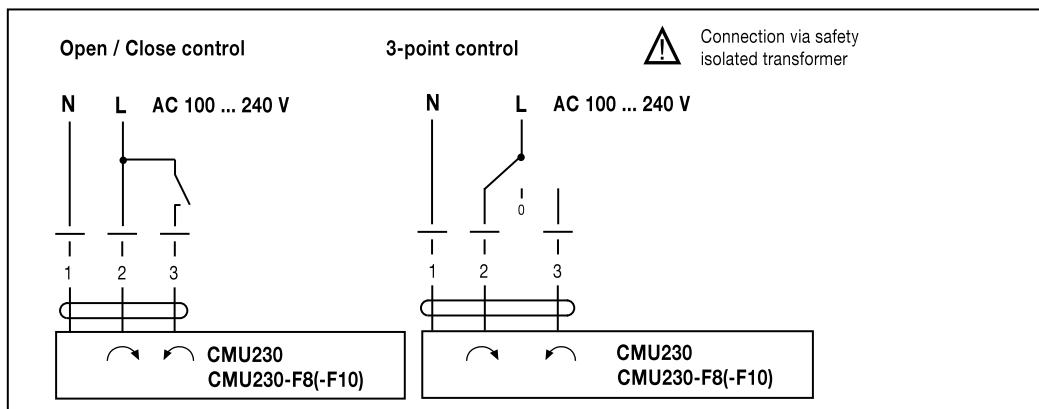 Open / Close control
3-point control
Connection via safety
isolated transformer
N L AC 100 ... 240 V
N L AC 100 ... 240 V
0
1 2 3
1 2 3
CMU230
CMU230-F8(-F10)
CMU230
CMU230-F8(-F10)